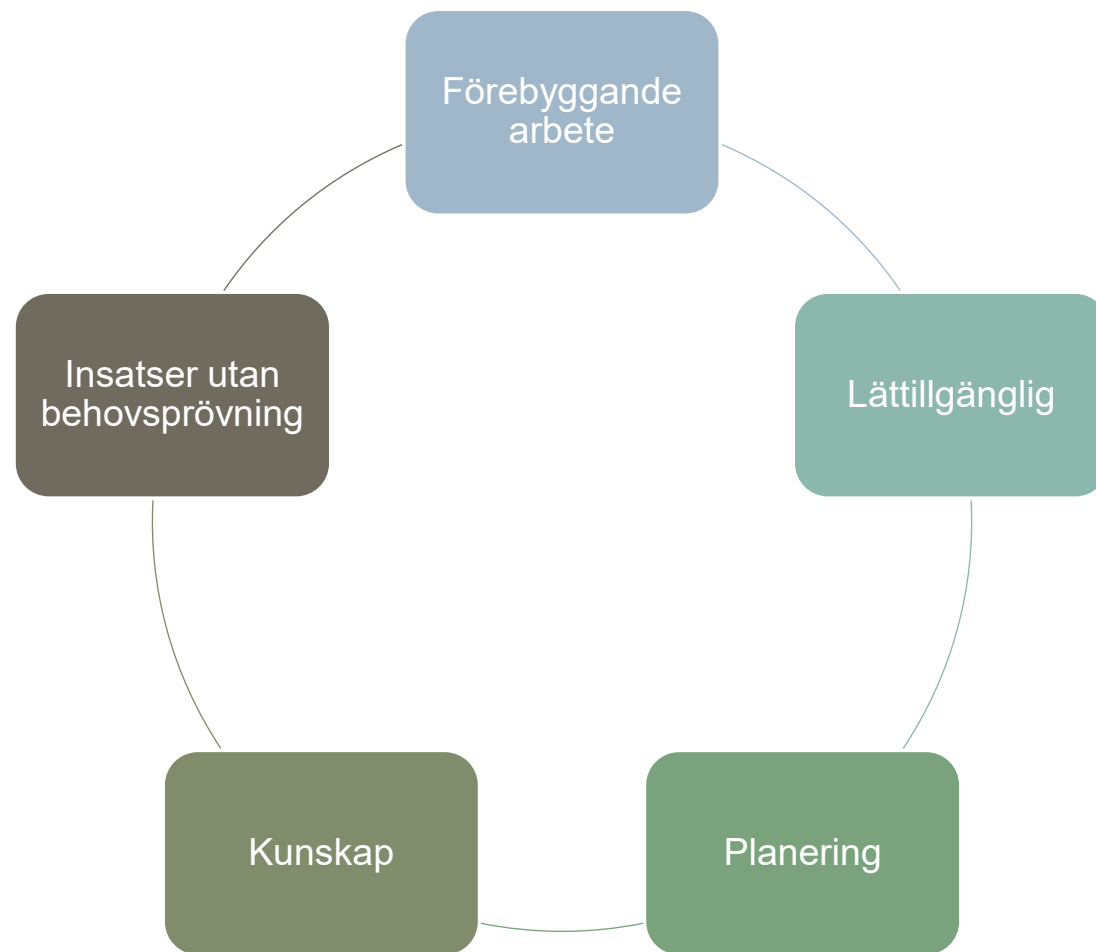 Förebyggande
arbete
Lättillgänglig
Planering
Kunskap
Insatser utan
behovsprövning